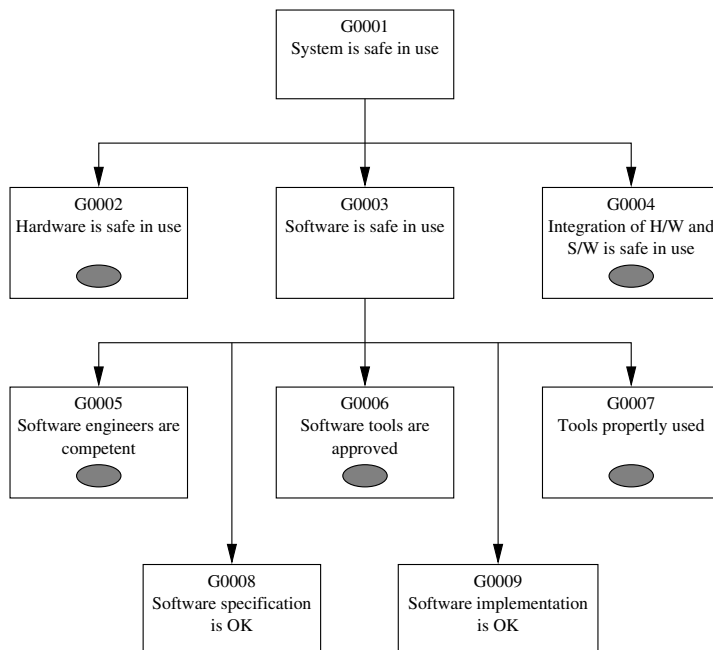 G0001
System is safe in use
G0002
Hardware is safe in use
G0003
Software is safe in use
G0004
Integration of H/W and
S/W is safe in use
G0005
Software engineers are
competent
G0006
Software tools are
approved
G0007
Tools propertly used
G0008
Software specification
is OK
G0009
Software implementation
is OK